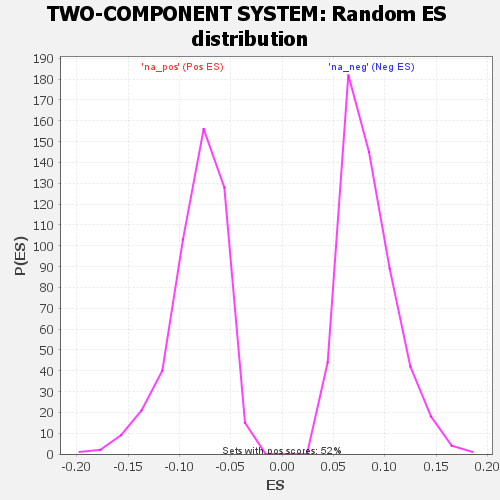 TWO-COMPONENT SYSTEM: Random ES
distribution
'na_pos' (Pos ES)
'na_neg' (Neg ES)
190
180
170
160
150
140
130
120
110
100
90
80
70
60
50
40
30
20
10
0
P(ES)
Sets with pos scores: 52%
-0.20 -0.15 -0.10 -0.05 0.00 0.05 0.10 0.15 0.20
ES